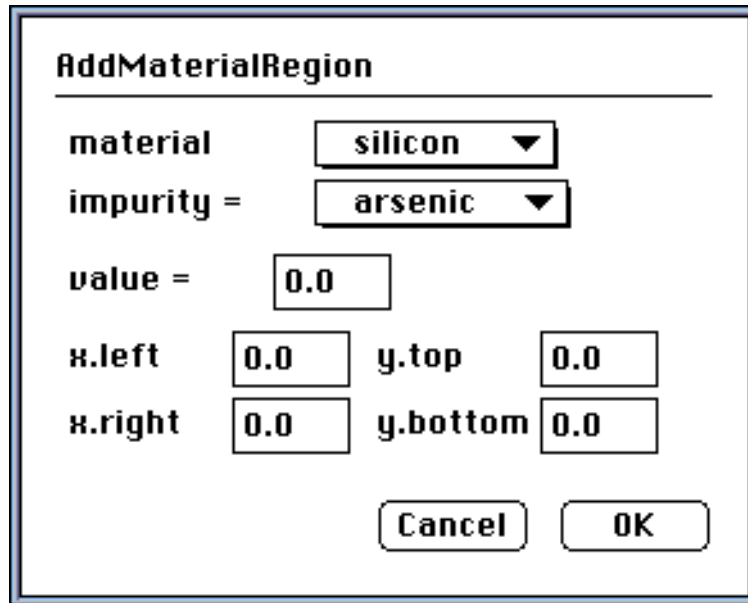 AddMaterialRegion
material silicon
impurity = arsenic
value = 0.0
x.left 0.0 y.top 0.0
x.right 0.0 y.bottom 0.0
Cancel OK